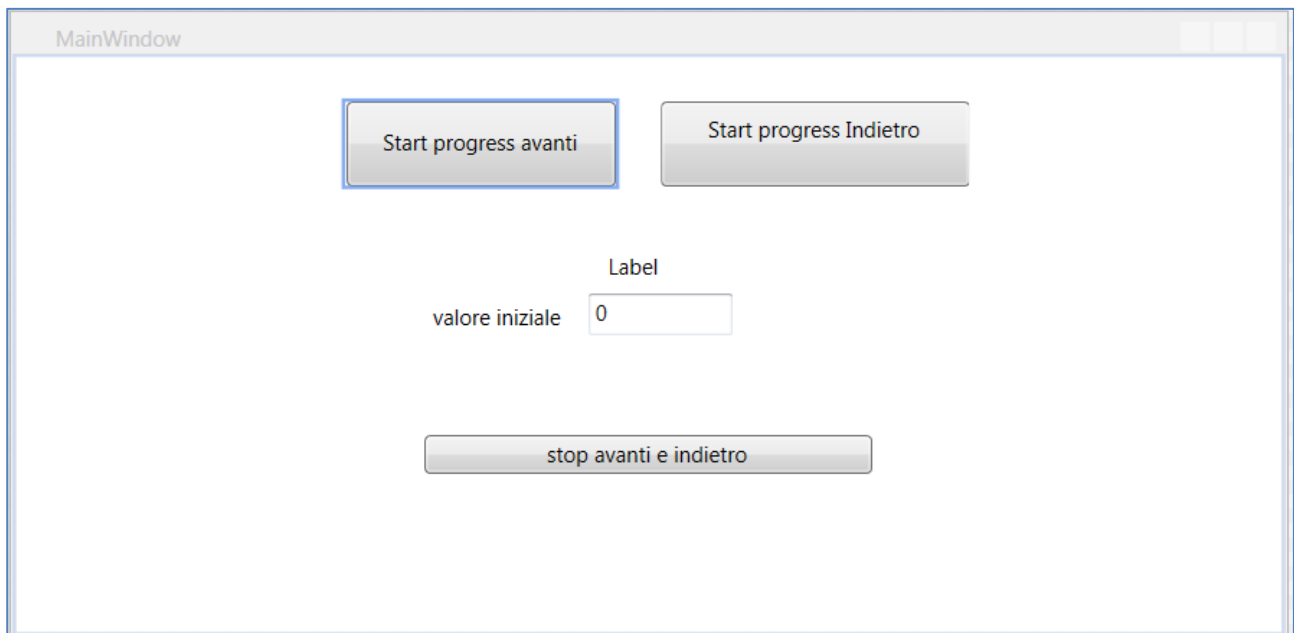 MainWindow
Start progress avanti
Start progress Indietro
Label
valore iniziale
0
stop avanti e indietro